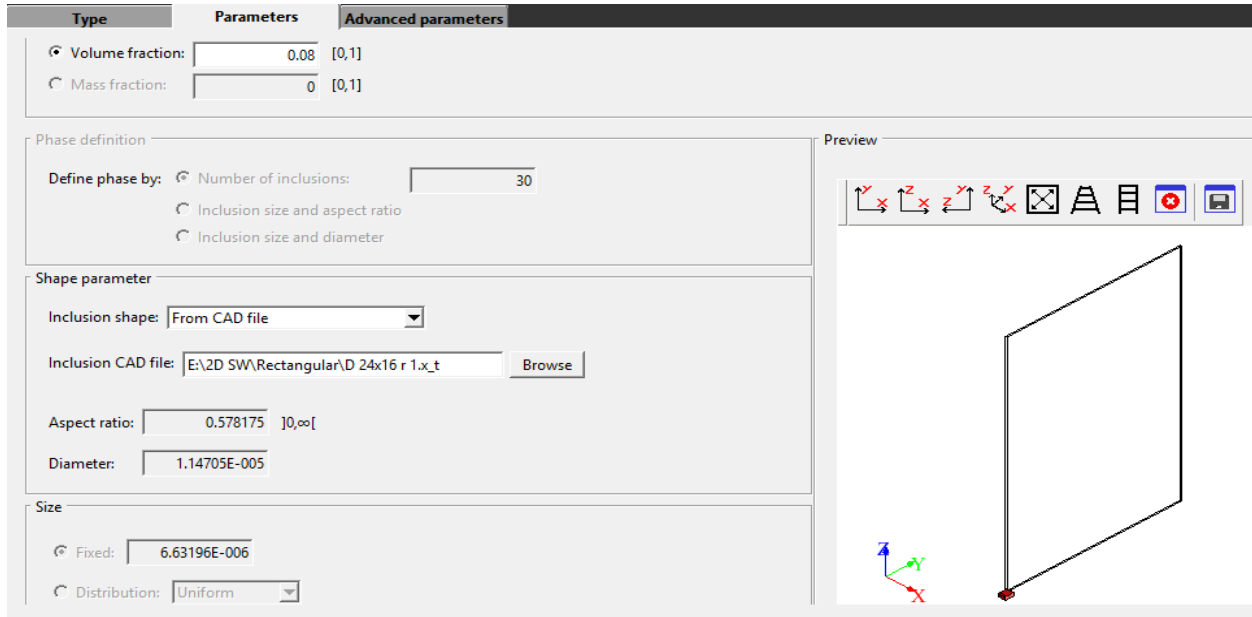 Type Parameters Advanced parameters
Volume fraction: 0.08 [0,1]
Mass fraction: 0 [0,1]
Phase definition
Define phase by: Number of inclusions: 30
Inclusion size and aspect ratio
Inclusion size and diameter
Shape parameter
Inclusion shape: From CAD file
Inclusion CAD file: E:\2D SW\Rectangular\D 24x16 r 1.x_t Browse
Aspect ratio: 0.578175 ]0,∞[
Diameter: 1.14705E-005
Size
Fixed: 6.63196E-006
Distribution: Uniform
Preview
Y X Z X Y Z Z Y X
Z
Y
X